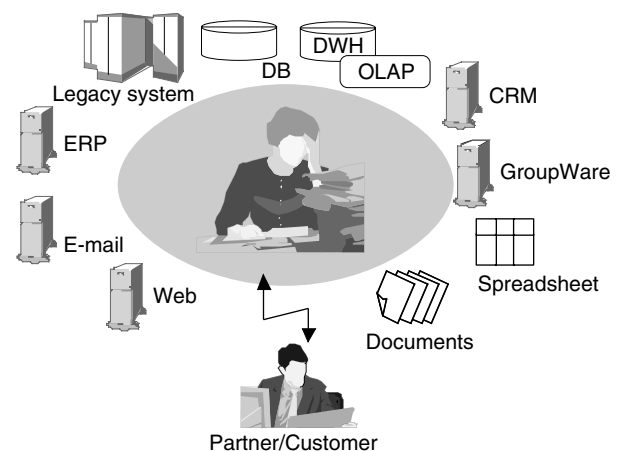 DWH
DB
OLAP
Legacy system
CRM
ERP
GroupWare
E-mail
Spreadsheet
Web
Documents
Partner/Customer